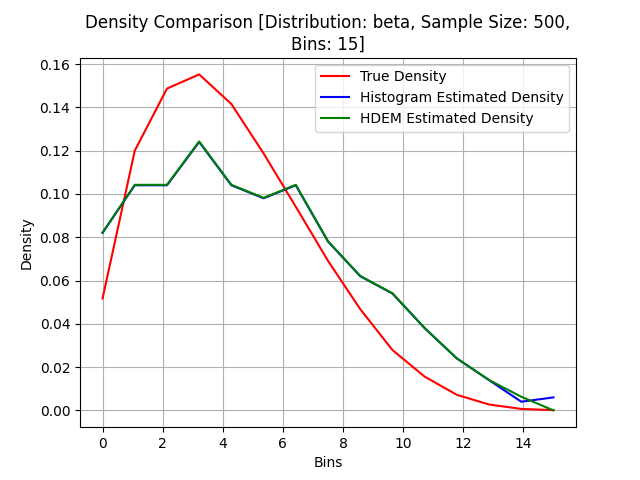 Density Comparison [Distribution: beta, Sample Size: 500,
Bins: 15]
True Density
Histogram Estimated Density
HDEM Estimated Density
Density
0.16
0.14
0.12
0.10
0.08
0.06
0.04
0.02
0.00
0 2 4 6 8 10 12 14
Bins